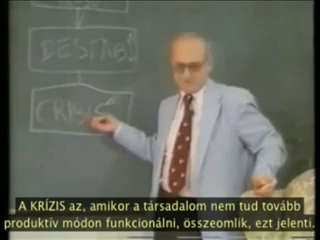 DESTAB
CRISIS
A KRÍZIS az, amikor a társadalom nem tud tovább
produktív módon funkcionálni, összeomlik, ezt jelenti.